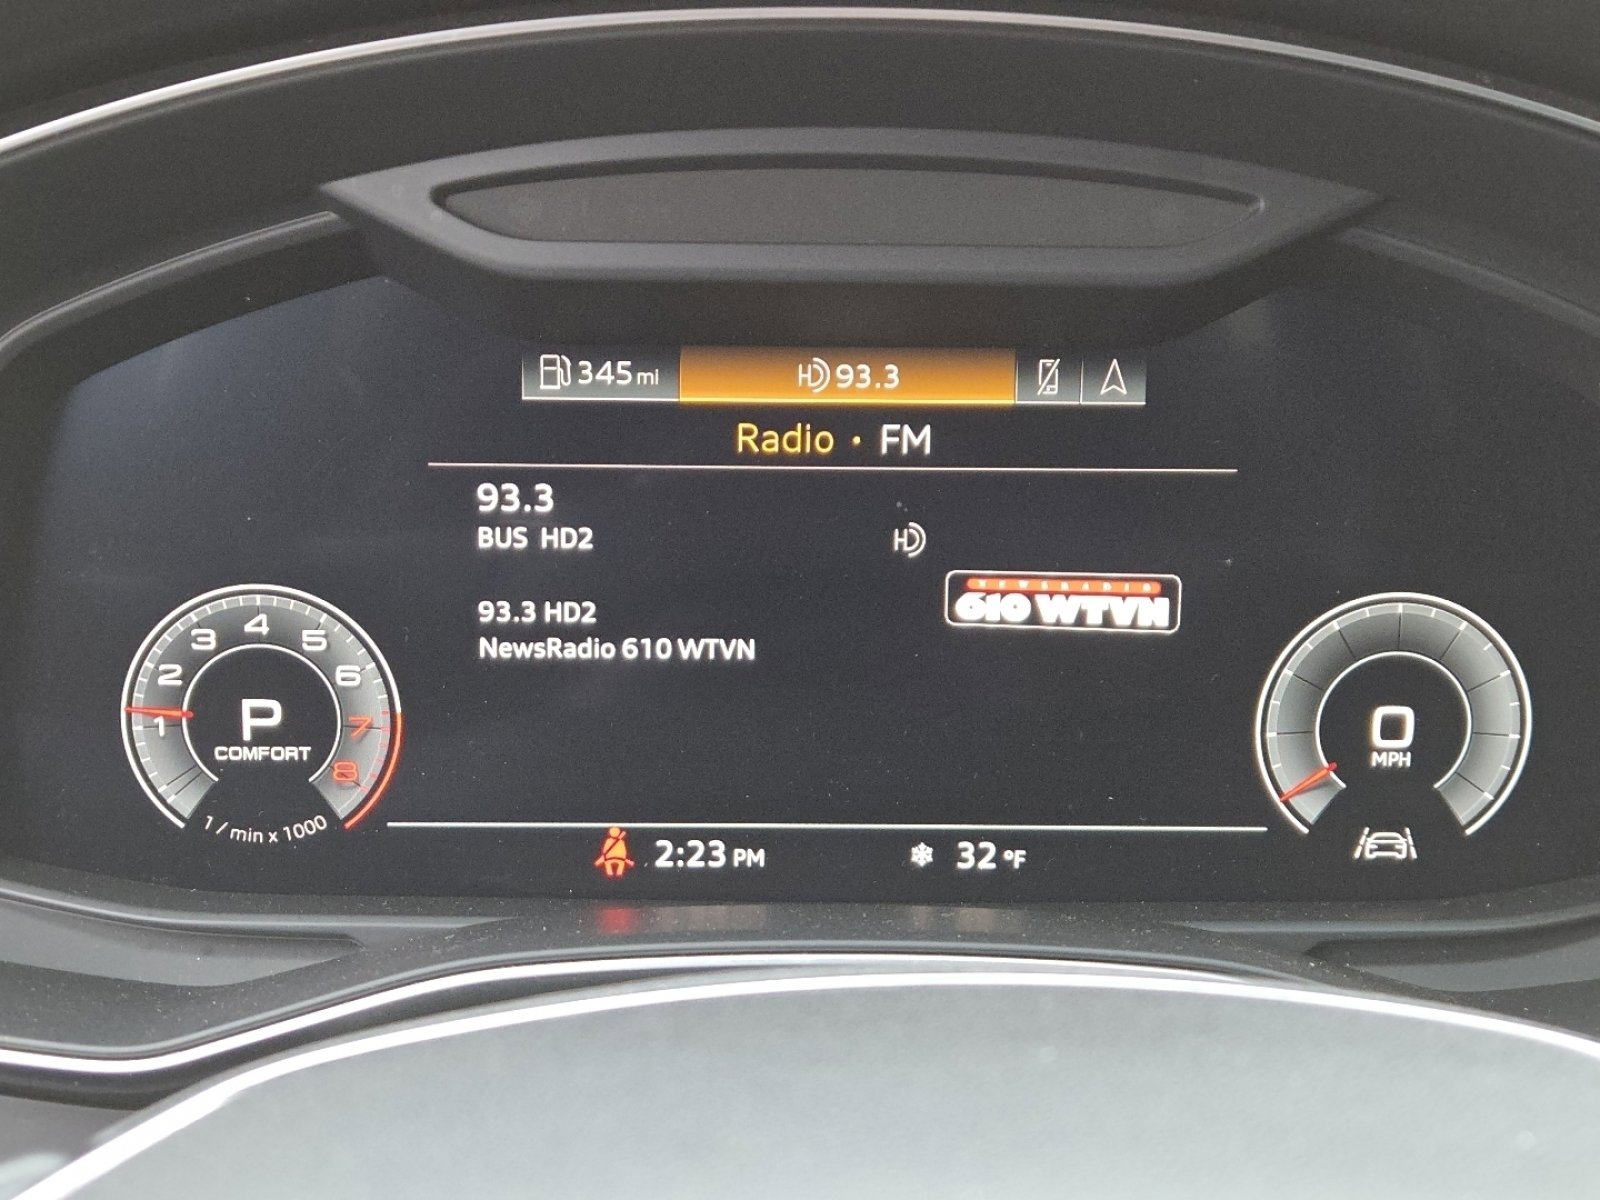 345 mi
HD 93.3
Radio • FM
93.3
BUS HD2
HD
93.3 HD2
NewsRadio 610 WTVN
NEWSRADIO
610 WTVN
1 2 3 4 5 6 7 8
P
COMFORT
1 / min x 1000
0
MPH
2:23 PM
32 °F